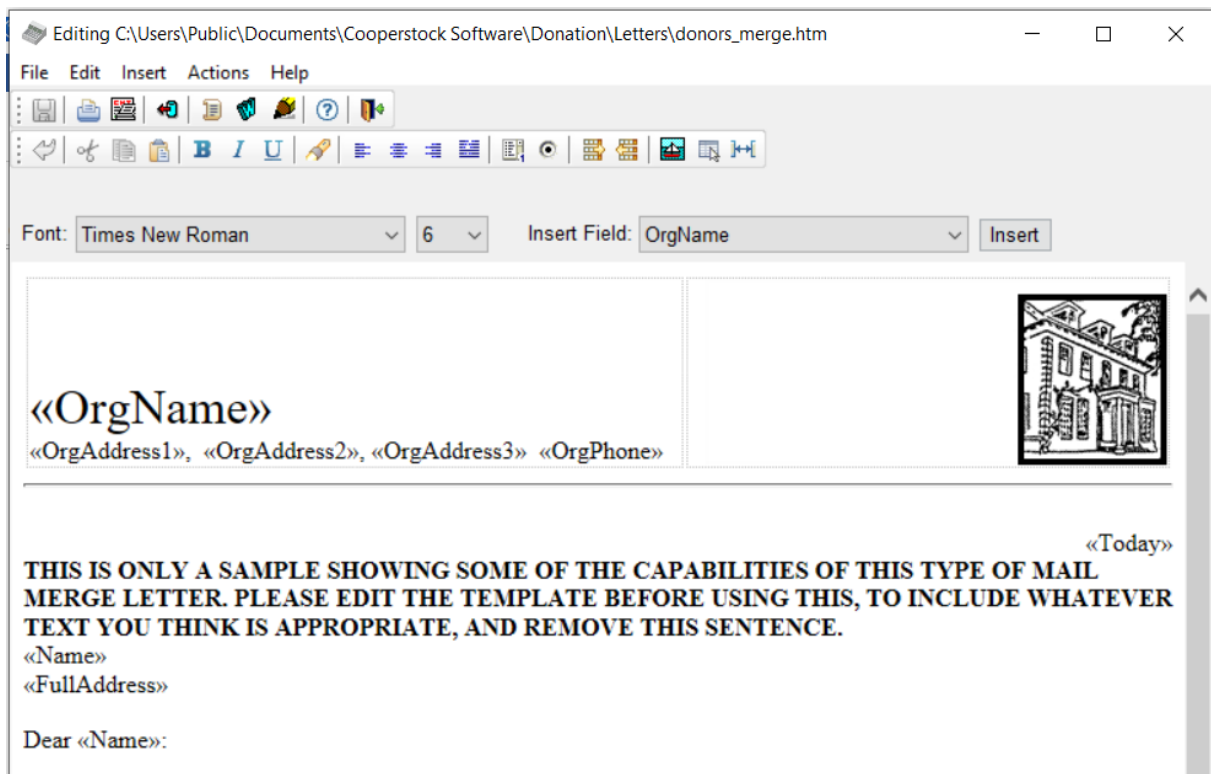 Editing C:\Users\Public\Documents\Cooperstock Software\Donation\Letters\donors_merge.htm
File Edit Insert Actions Help
B I U
Font: Times New Roman 6 Insert Field: OrgName Insert
«OrgName»
«OrgAddress1», «OrgAddress2», «OrgAddress3» «OrgPhone»
«Today»
THIS IS ONLY A SAMPLE SHOWING SOME OF THE CAPABILITIES OF THIS TYPE OF MAIL
MERGE LETTER. PLEASE EDIT THE TEMPLATE BEFORE USING THIS, TO INCLUDE WHATEVER
TEXT YOU THINK IS APPROPRIATE, AND REMOVE THIS SENTENCE.
«Name»
«FullAddress»
Dear «Name»: